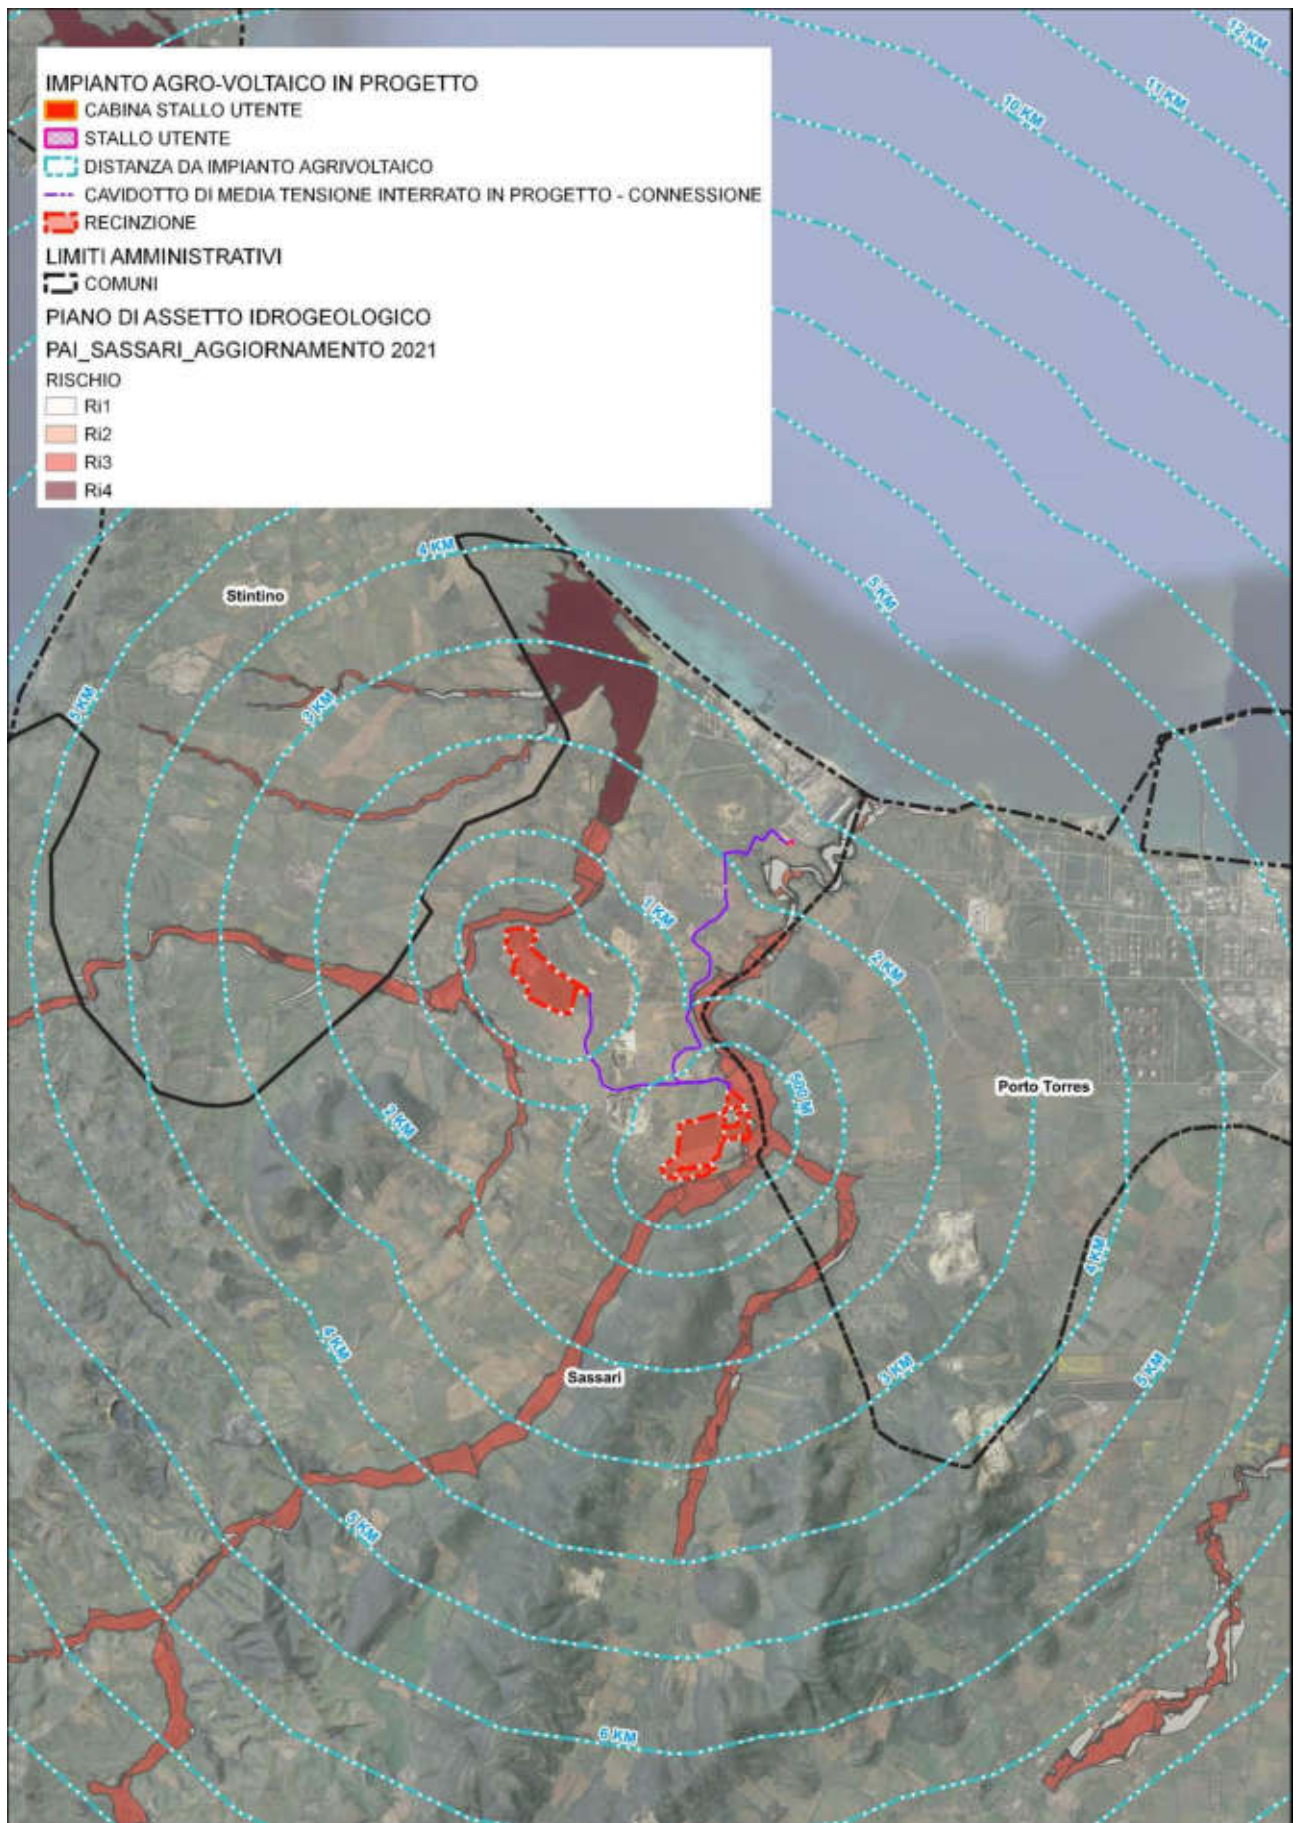 IMPIANTO AGRO-VOLTAICO IN PROGETTO
CABINA STALLO UTENTE
STALLO UTENTE
DISTANZA DA IMPIANTO AGRIVOLTAICO
CAVIDOTTO DI MEDIA TENSIONE INTERRATO IN PROGETTO - CONNESSIONE
RECINZIONE
LIMITI AMMINISTRATIVI
COMUNI
PIANO DI ASSETTO IDROGEOLOGICO
PAI_SASSARI_AGGIORNAMENTO 2021
RISCHIO
Ri1
Ri2
Ri3
Ri4
12 KM
11 KM
10 KM
4 KM
5 KM
Stintino
5 KM
3 KM
1 KM
2 KM
500 M
Porto Torres
2 KM
4 KM
4 KM
Sassari
3 KM
5 KM
5 KM
6 KM